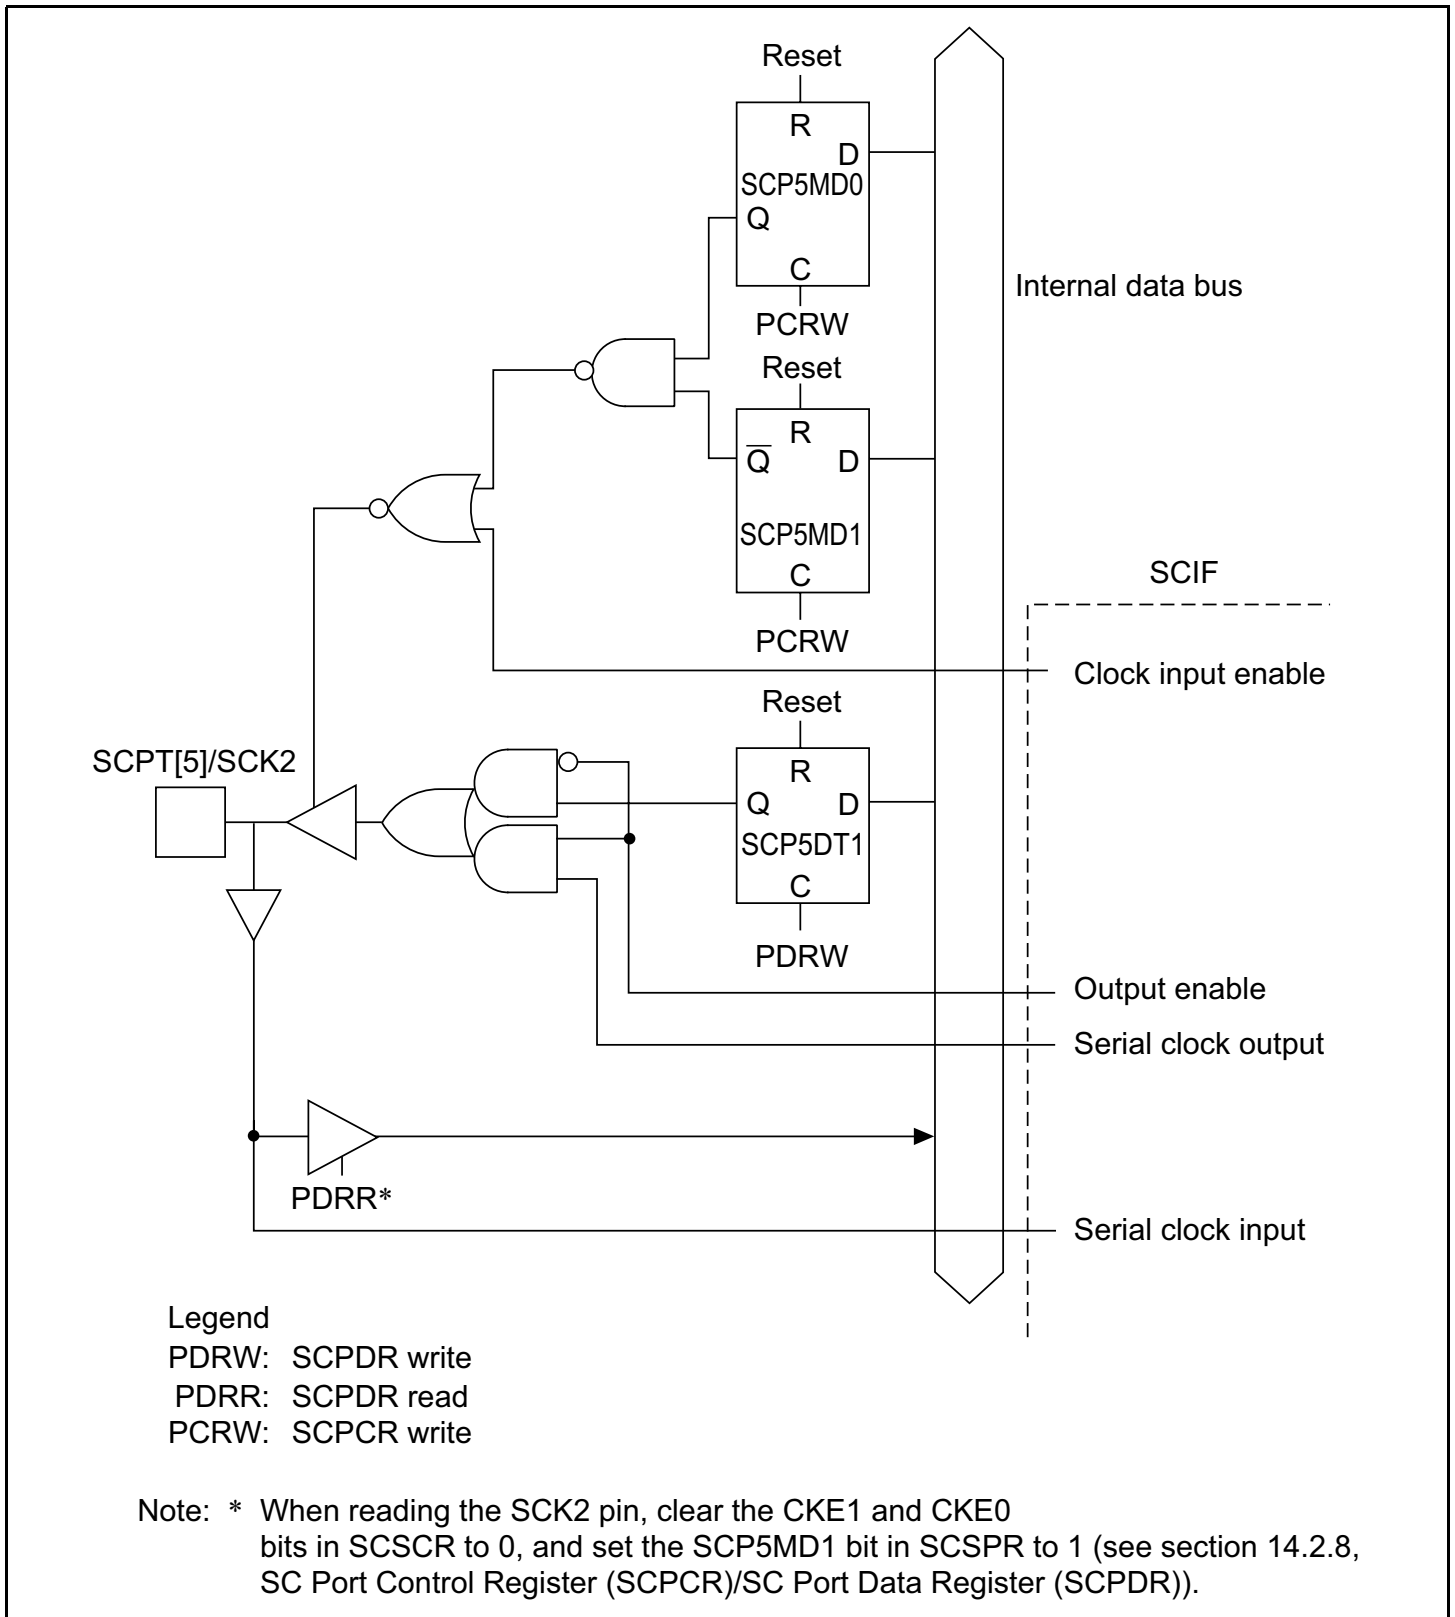 Reset
R
D
SCP5MD0
Q
C
PCRW
Internal data bus
Reset
R
Q̅ D
SCP5MD1
C
PCRW
SCIF
Clock input enable
Reset
SCPT[5]/SCK2
R
Q D
SCP5DT1
C
PDRW
Output enable
Serial clock output
PDRR*
Serial clock input
Legend
PDRW: SCPDR write
PDRR: SCPDR read
PCRW: SCPCR write
Note: * When reading the SCK2 pin, clear the CKE1 and CKE0
bits in SCSCR to 0, and set the SCP5MD1 bit in SCSPR to 1 (see section 14.2.8,
SC Port Control Register (SCPCR)/SC Port Data Register (SCPDR)).